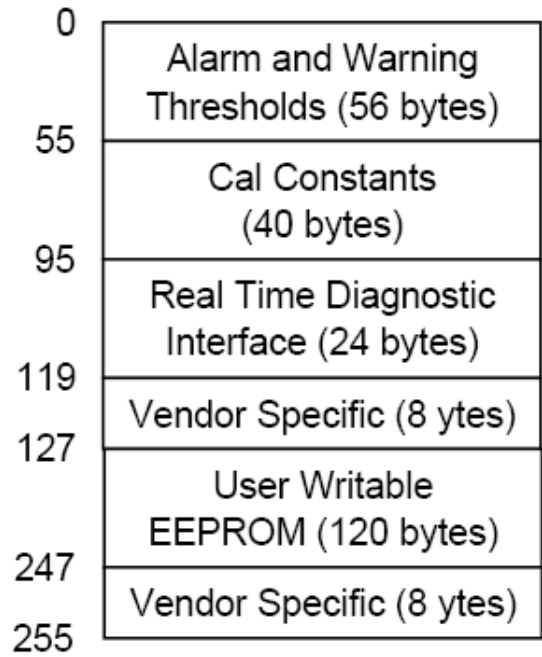 0
Alarm and Warning
Thresholds (56 bytes)
55
Cal Constants
(40 bytes)
95
Real Time Diagnostic
Interface (24 bytes)
119
Vendor Specific (8 ytes)
127
User Writable
EEPROM (120 bytes)
247
Vendor Specific (8 ytes)
255